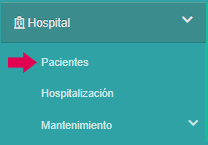 Hospital
Pacientes
Hospitalización
Mantenimiento